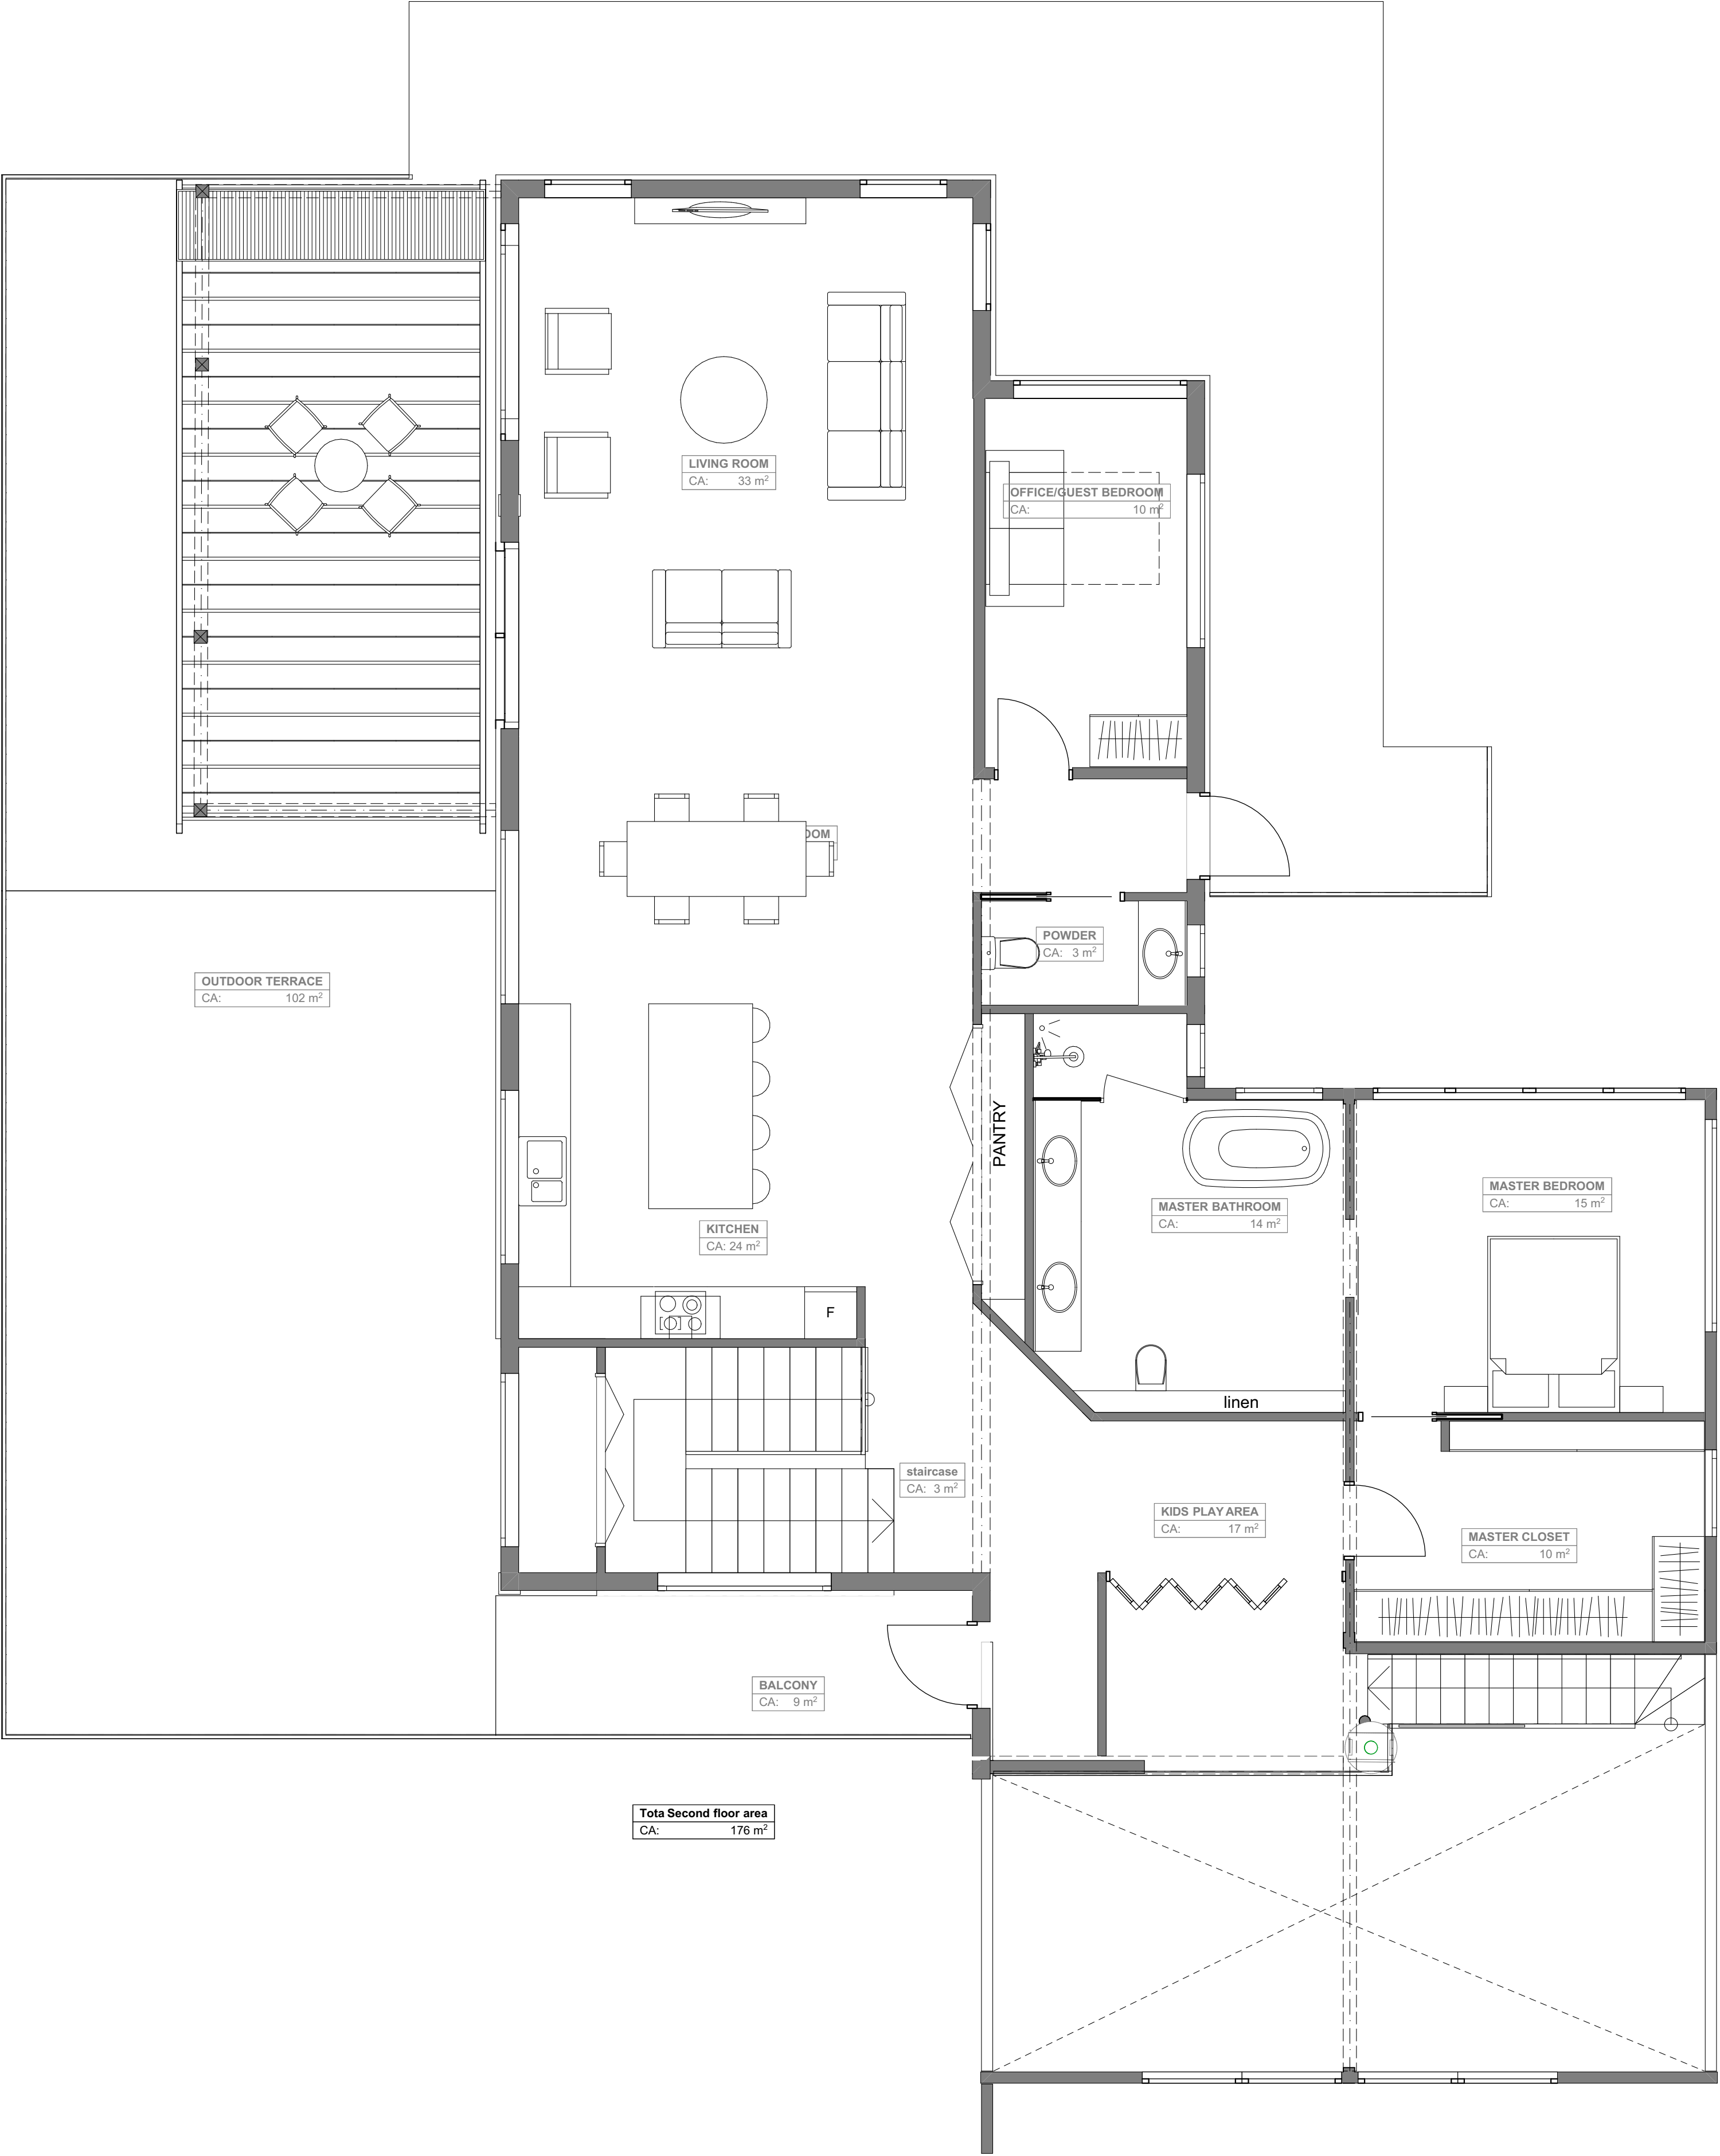 LIVING ROOM
CA: 33 m²
OFFICE/GUEST BEDROOM
CA: 10 m²
POWDER
CA: 3 m²
OUTDOOR TERRACE
CA: 102 m²
PANTRY
MASTER BEDROOM
CA: 15 m²
MASTER BATHROOM
CA: 14 m²
KITCHEN
CA: 24 m²
F
linen
staircase
CA: 3 m²
KIDS PLAY AREA
CA: 17 m²
MASTER CLOSET
CA: 10 m²
BALCONY
CA: 9 m²
Tota Second floor area
CA: 176 m²